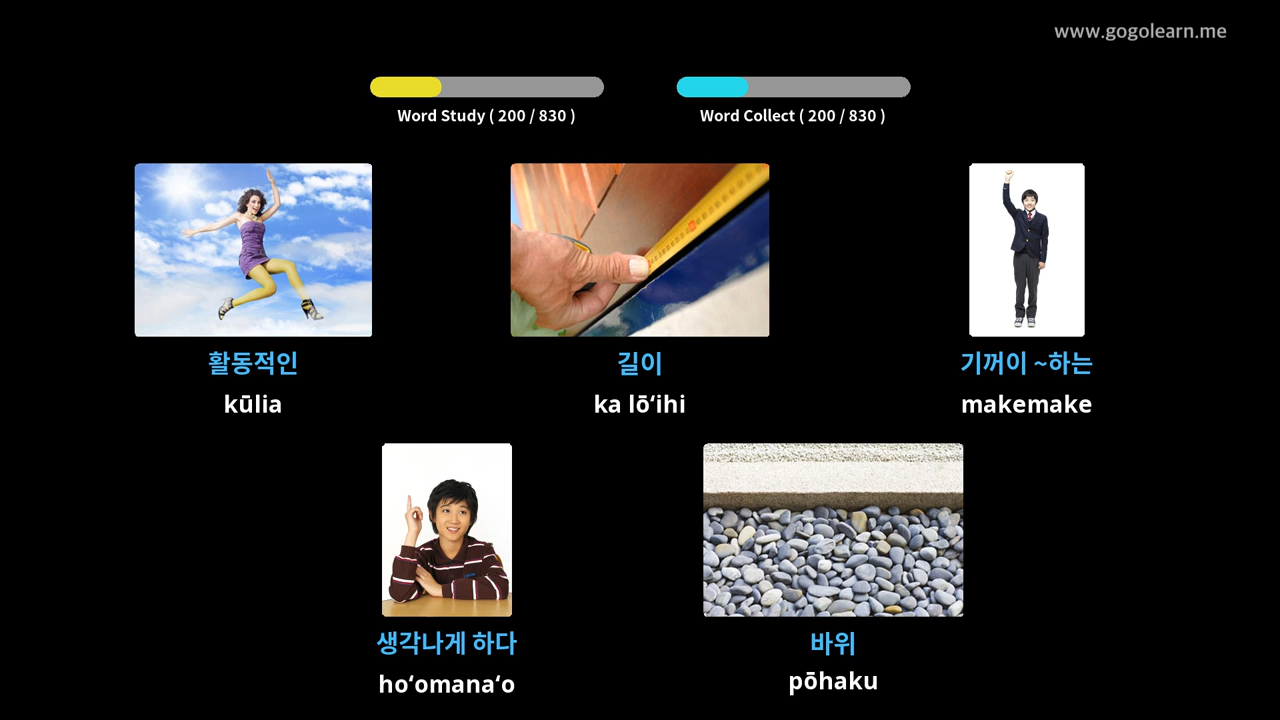 www.gogolearn.me
Word Study ( 200 / 830 )
Word Collect ( 200 / 830 )
활동적인
kūlia
길이
ka lōʻihi
기꺼이 ~하는
makemake
생각나게 하다
hoʻomanaʻo
바위
pōhaku